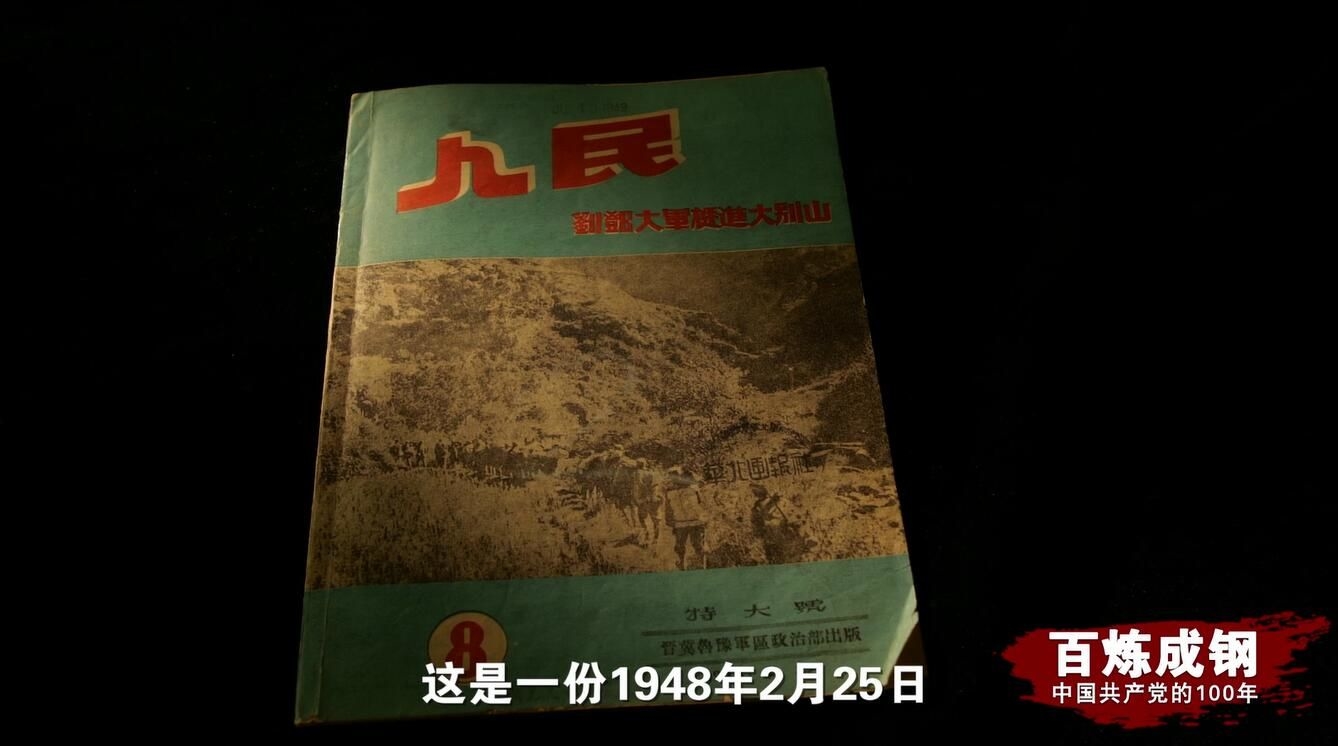 人民
劉鄧大軍挺進大別山
華北画報社
8
特大號
晉冀魯豫軍區政治部出版
这是一份1948年2月25日
百炼成钢
中国共产党的100年